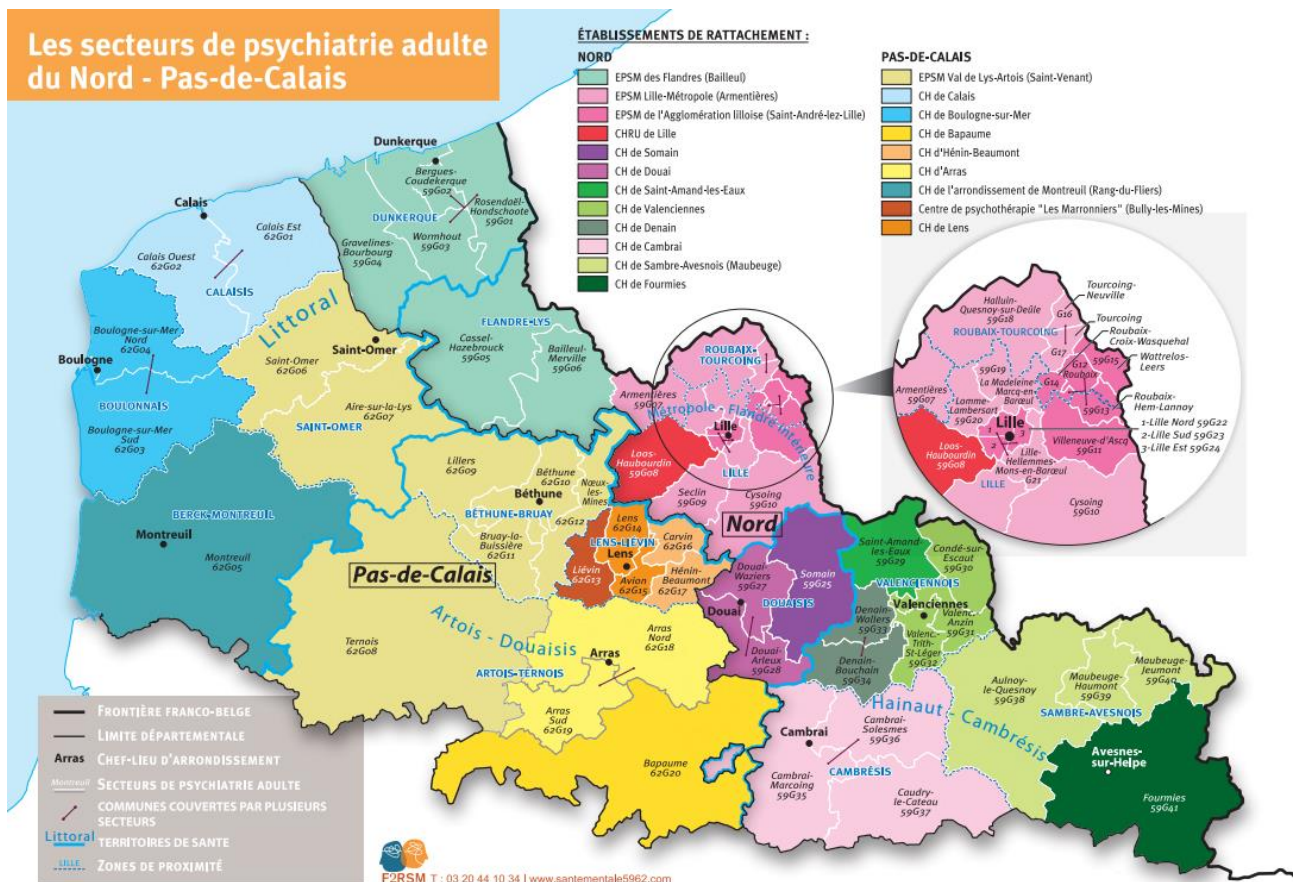 Les secteurs de psychiatrie adulte
du Nord - Pas-de-Calais
ÉTABLISSEMENTS DE RATTACHEMENT :
NORD
EPSM des Flandres (Bailleul)
EPSM Lille-Métropole (Armentières)
EPSM de l'Agglomération lilloise (Saint-André-lez-Lille)
CHRU de Lille
CH de Somain
CH de Douai
CH de Saint-Amand-les-Eaux
CH de Valenciennes
CH de Denain
CH de Cambrai
CH de Sambre-Avesnois (Maubeuge)
CH de Fourmies
PAS-DE-CALAIS
EPSM Val de Lys-Artois (Saint-Venant)
CH de Calais
CH de Boulogne-sur-Mer
CH de Bapaume
CH d'Hénin-Beaumont
CH d'Arras
CH de l'arrondissement de Montreuil (Rang-du-Fliers)
Centre de psychothérapie "Les Marronniers" (Bully-les-Mines)
CH de Lens
Dunkerque
Bergues-
Coudekerque
59G02
Rosendaël-
Hondschoote
59G01
DUNKERQUE
Wormhout
59G03
Gravelines-
Bourbourg
59G04
Calais
Calais Est
62G01
Calais Ouest
62G02
CALAISIS
Littoral
Boulogne-sur-Mer
Nord
62G04
Boulogne
BOULONNAIS
Boulogne-sur-Mer
Sud
62G03
Saint-Omer
Saint-Omer
62G06
Aire-sur-la-Lys
62G07
SAINT-OMER
FLANDRE-LYS
Cassel-
Hazebrouck
59G05
Bailleul-
Merville
59G06
BERCK-MONTREUIL
Montreuil
Montreuil
62G05
Pas-de-Calais
Lillers
62G09
Béthune
62G10
Nœux-
les-
Mines
62G12
Béthune
BÉTHUNE-BRUAY
Bruay-la-
Buissière
62G11
ROUBAIX-
TOURCOING
Armentières
59G07
Métropole - Flandre-Intérieure
Lille
Loos-
Haubourdin
59G08
LILLE
Seclin
59G09
Cysoing
59G10
Nord
Lens
62G14
Carvin
62G16
LENS-LIÉVIN
Lens
Liévin
62G13
Avion
62G15
Hénin-
Beaumont
62G17
Douai-
Waziers
59G27
Somain
59G25
Douai
DOUAISIS
Douai-
Arleux
59G28
Saint-Amand-
les-Eaux
59G29
Condé-sur-
Escaut
59G30
VALENCIENNOIS
Valenciennes
Denain-
Wallers
59G33
Valenc.
Anzin
59G31
Valenc.
Trith-
St-Léger
59G32
Denain-
Bouchain
59G34
Artois - Douaisis
Ternois
62G08
Arras
Nord
62G18
Arras
ARTOIS-TERNOIS
Arras
Sud
62G19
Bapaume
62G20
Hainaut - Cambrésis
Aulnoy-
le-Quesnoy
59G38
Maubeuge-
Haumont
59G39
Maubeuge-
Jeumont
59G40
SAMBRE-AVESNOIS
Cambrai
Cambrai-
Solesmes
59G36
CAMBRÉSIS
Cambrai-
Marcoing
59G35
Caudry-
le-Cateau
59G37
Avesnes-
sur-Helpe
Fourmies
59G41
Halluin-
Quesnoy-sur-Deûle
59G18
Tourcoing-
Neuville
G16
Tourcoing
ROUBAIX-TOURCOING
Roubaix-
Croix-Wasquehal
G17
G12
59G15
Wattrelos-
Leers
Roubaix
G14
59G13
Roubaix-
Hem-Lannoy
59G19
La Madeleine-
Marcq-en-
Barœul
Armentières
59G07
Lomme-
Lambersart
59G20
Lille
1
2
3
1-Lille Nord 59G22
2-Lille Sud 59G23
3-Lille Est 59G24
Villeneuve-d'Ascq
59G11
Loos-
Haubourdin
59G08
Lille-
Hellemmes-
Mons-en-Barœul
G21
LILLE
Cysoing
59G10
FRONTIÈRE FRANCO-BELGE
LIMITE DÉPARTEMENTALE
Arras CHEF-LIEU D'ARRONDISSEMENT
Montreuil SECTEURS DE PSYCHIATRIE ADULTE
COMMUNES COUVERTES PAR PLUSIEURS
SECTEURS
Littoral TERRITOIRES DE SANTE
LILLE ZONES DE PROXIMITÉ
F2RSM T : 03 20 44 10 34 | www.santementale5962.com